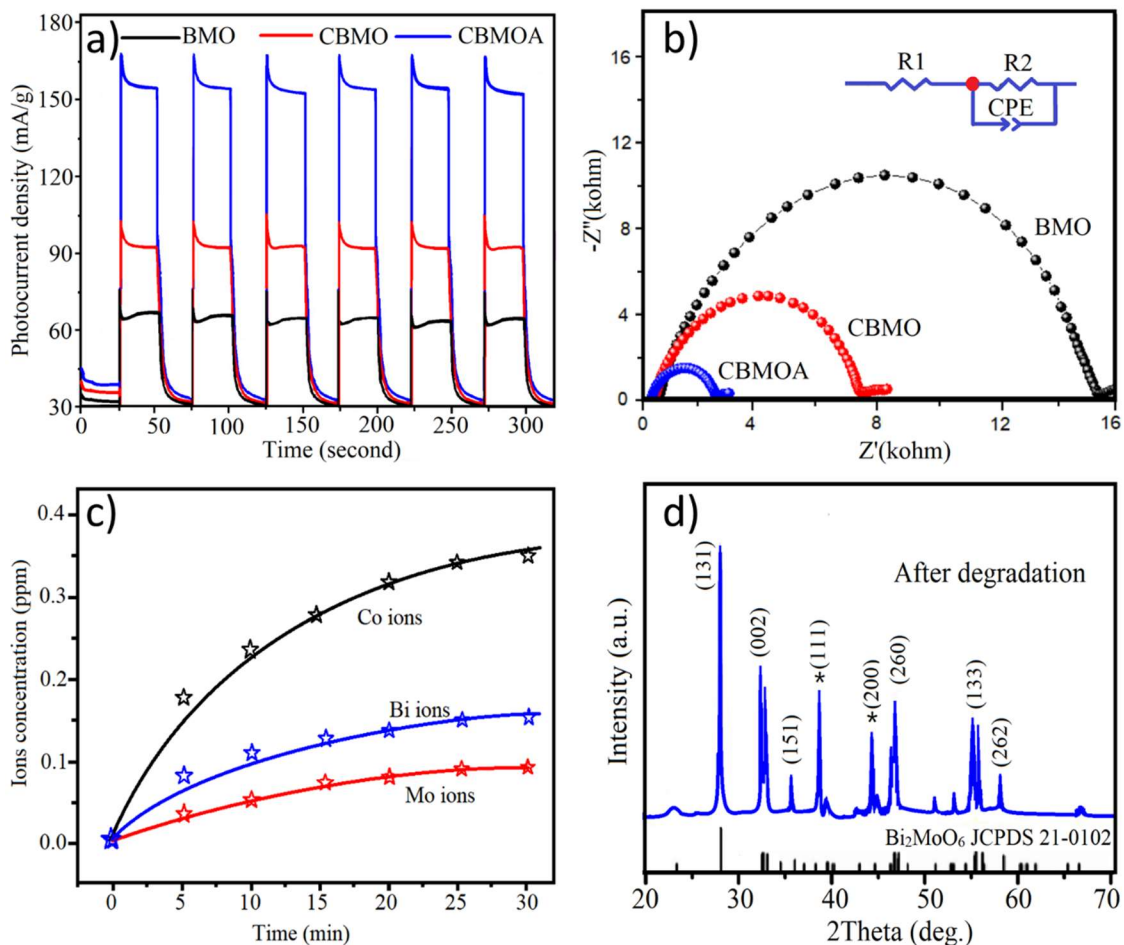 a)
BMO CBMO CBMOA
Photocurrent density (mA/g)
180
150
120
90
60
30
0 50 100 150 200 250 300
Time (second)
b)
R1 R2
CPE
-Z''(kohm)
16
12
8
4
0
BMO
CBMO
CBMOA
0 4 8 12 16
Z'(kohm)
c)
Ions concentration (ppm)
0.4
0.3
0.2
0.1
0.0
Co ions
Bi ions
Mo ions
0 5 10 15 20 25 30
Time (min)
d)
After degradation
Intensity (a.u.)
(131)
(002)
(151)
*(111)
*(200)
(260)
(133)
(262)
Bi₂MoO₆ JCPDS 21-0102
20 30 40 50 60 70
2Theta (deg.)